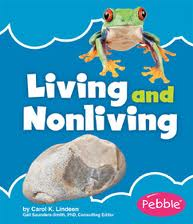 Living and
Nonliving
by Carol K. Lindeen
Gail Saunders-Smith, PhD, Consulting Editor
Pebble